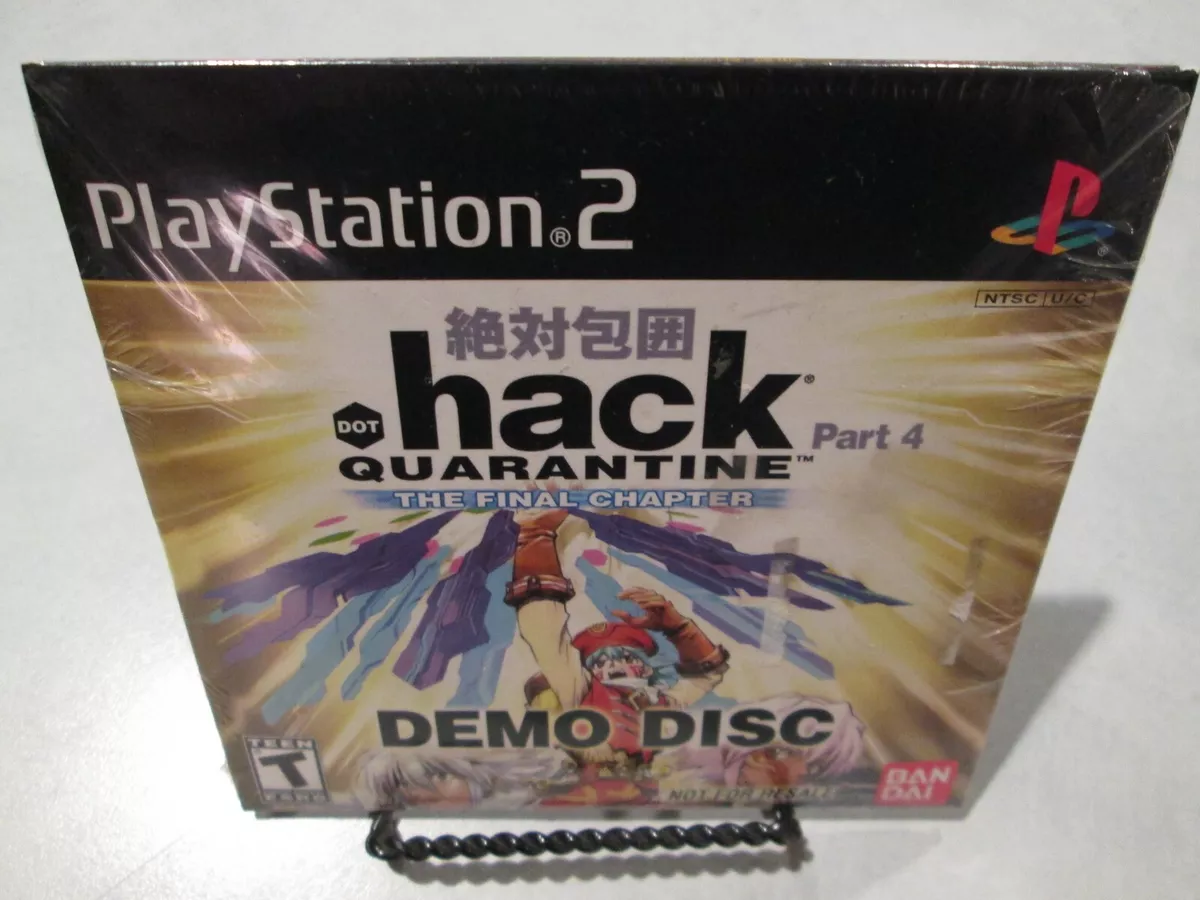 PlayStation®2
NTSC U/C
絶対包囲
DOT
.hack®
Part 4
QUARANTINE™
THE FINAL CHAPTER
DEMO DISC
TEEN
T
ESRB
NOT FOR RESALE
BAN
DAI